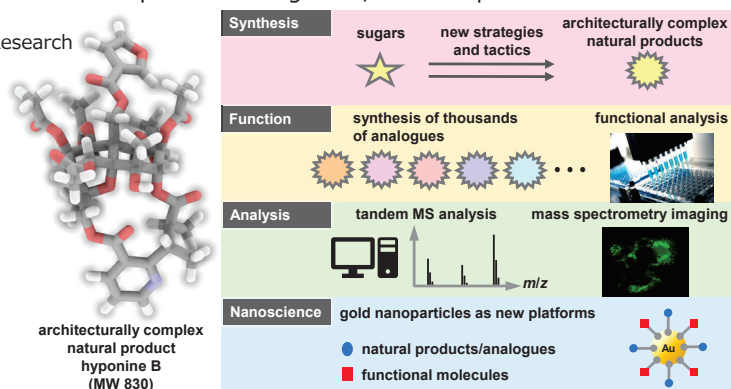 Research
architecturally complex
natural product
hyponine B
(MW 830)
Synthesis
sugars
new strategies
and tactics
architecturally complex
natural products
Function
synthesis of thousands
of analogues
functional analysis
Analysis
tandem MS analysis
mass spectrometry imaging
m/z
Nanoscience
gold nanoparticles as new platforms
natural products/analogues
functional molecules
Au